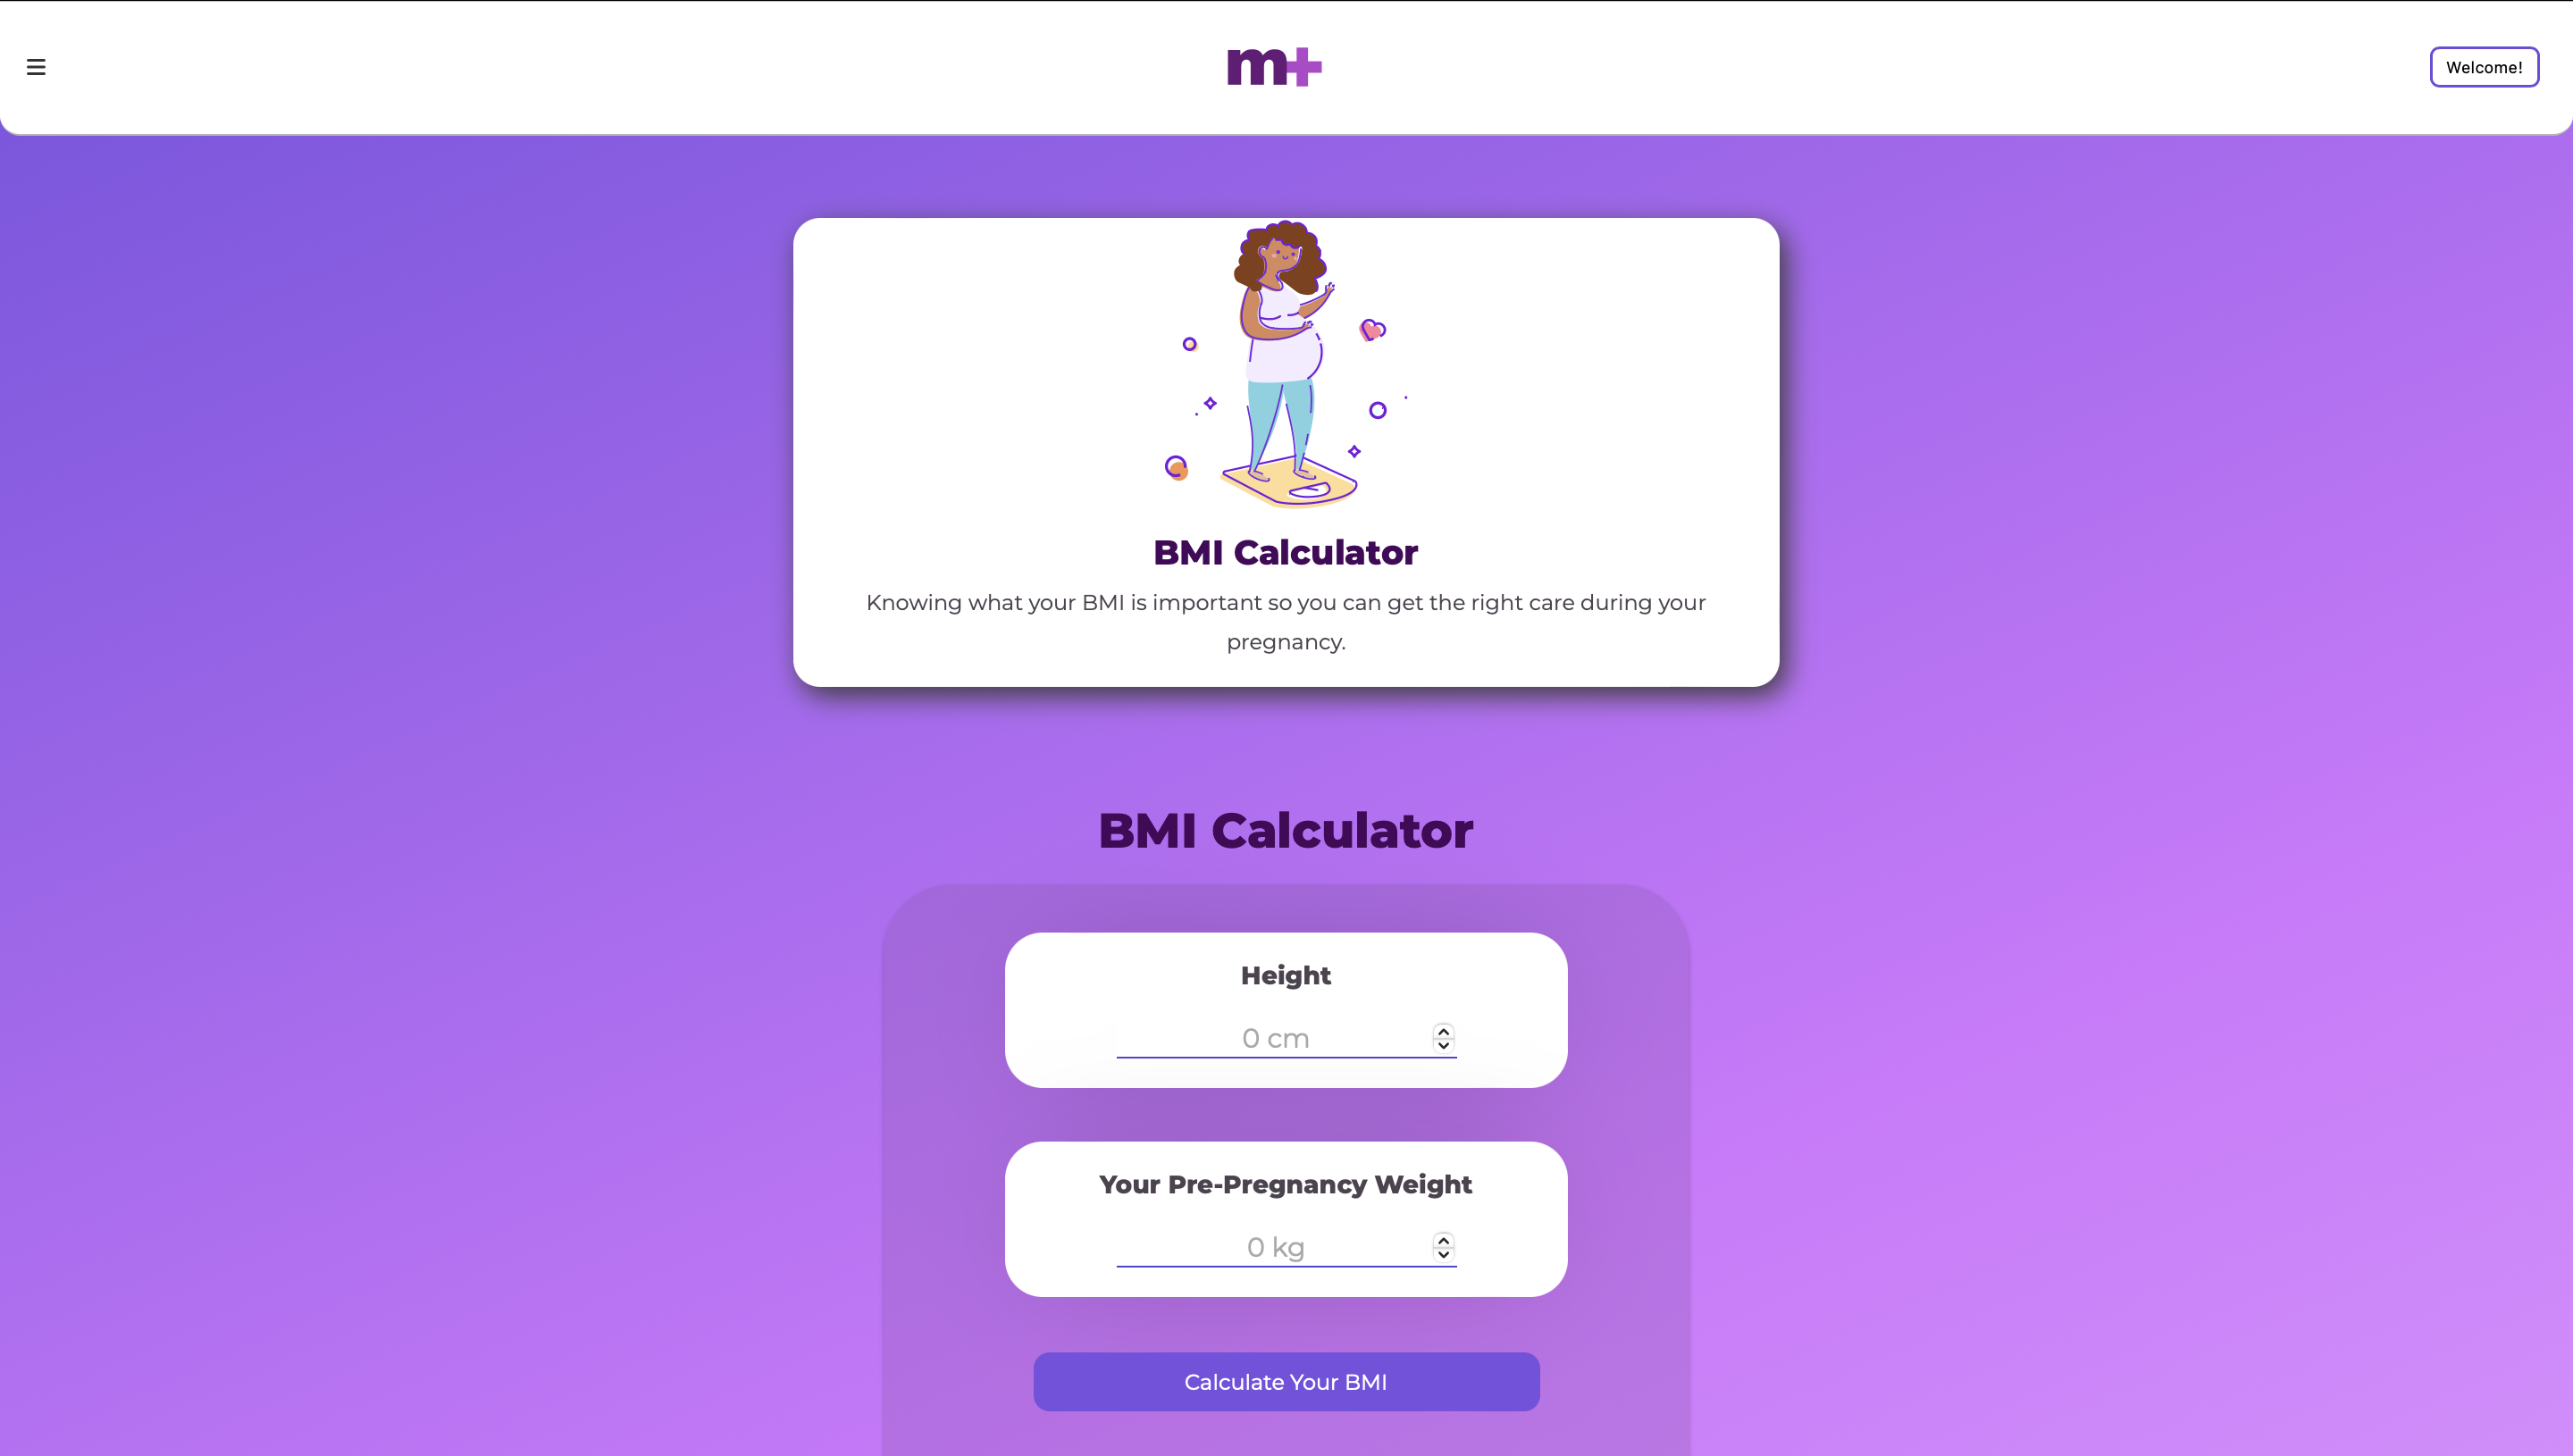 m+
Welcome!
BMI Calculator
Knowing what your BMI is important so you can get the right care during your
pregnancy.
BMI Calculator
Height
0 cm
Your Pre-Pregnancy Weight
0 kg
Calculate Your BMI